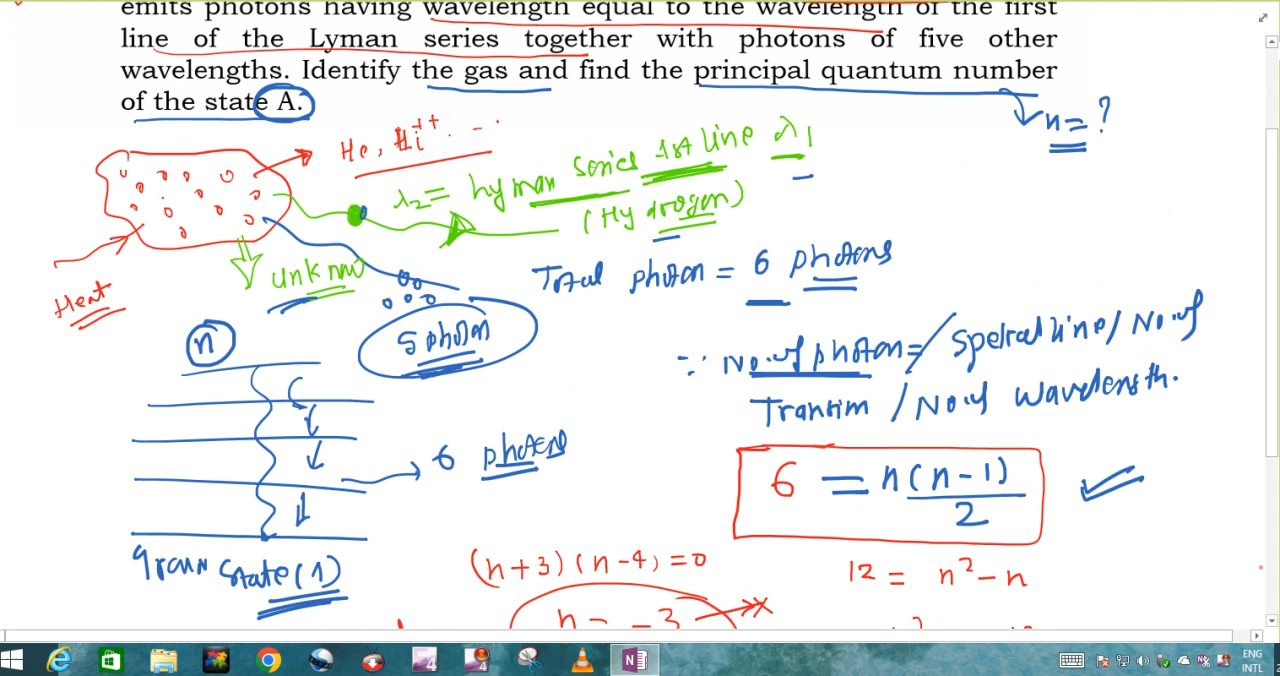 emits photons having wavelength equal to the wavelength of the first
line of the Lyman series together with photons of five other
wavelengths. Identify the gas and find the principal quantum number
of the state A.
n = ?
He, Li++ - -
λ2 = Lyman series 1st line λ1
(Hydrogen)
Heat
unknow
5 photon
Total photon = 6 photons
n
∵ No. of photon = / Spectral line / No. of
Transition / No. of wavelength.
6 photons
6 = n(n-1)
2
Ground State (1)
(n+3)(n-4)=0
12 = n²-n
n = -3
ENG
INTL